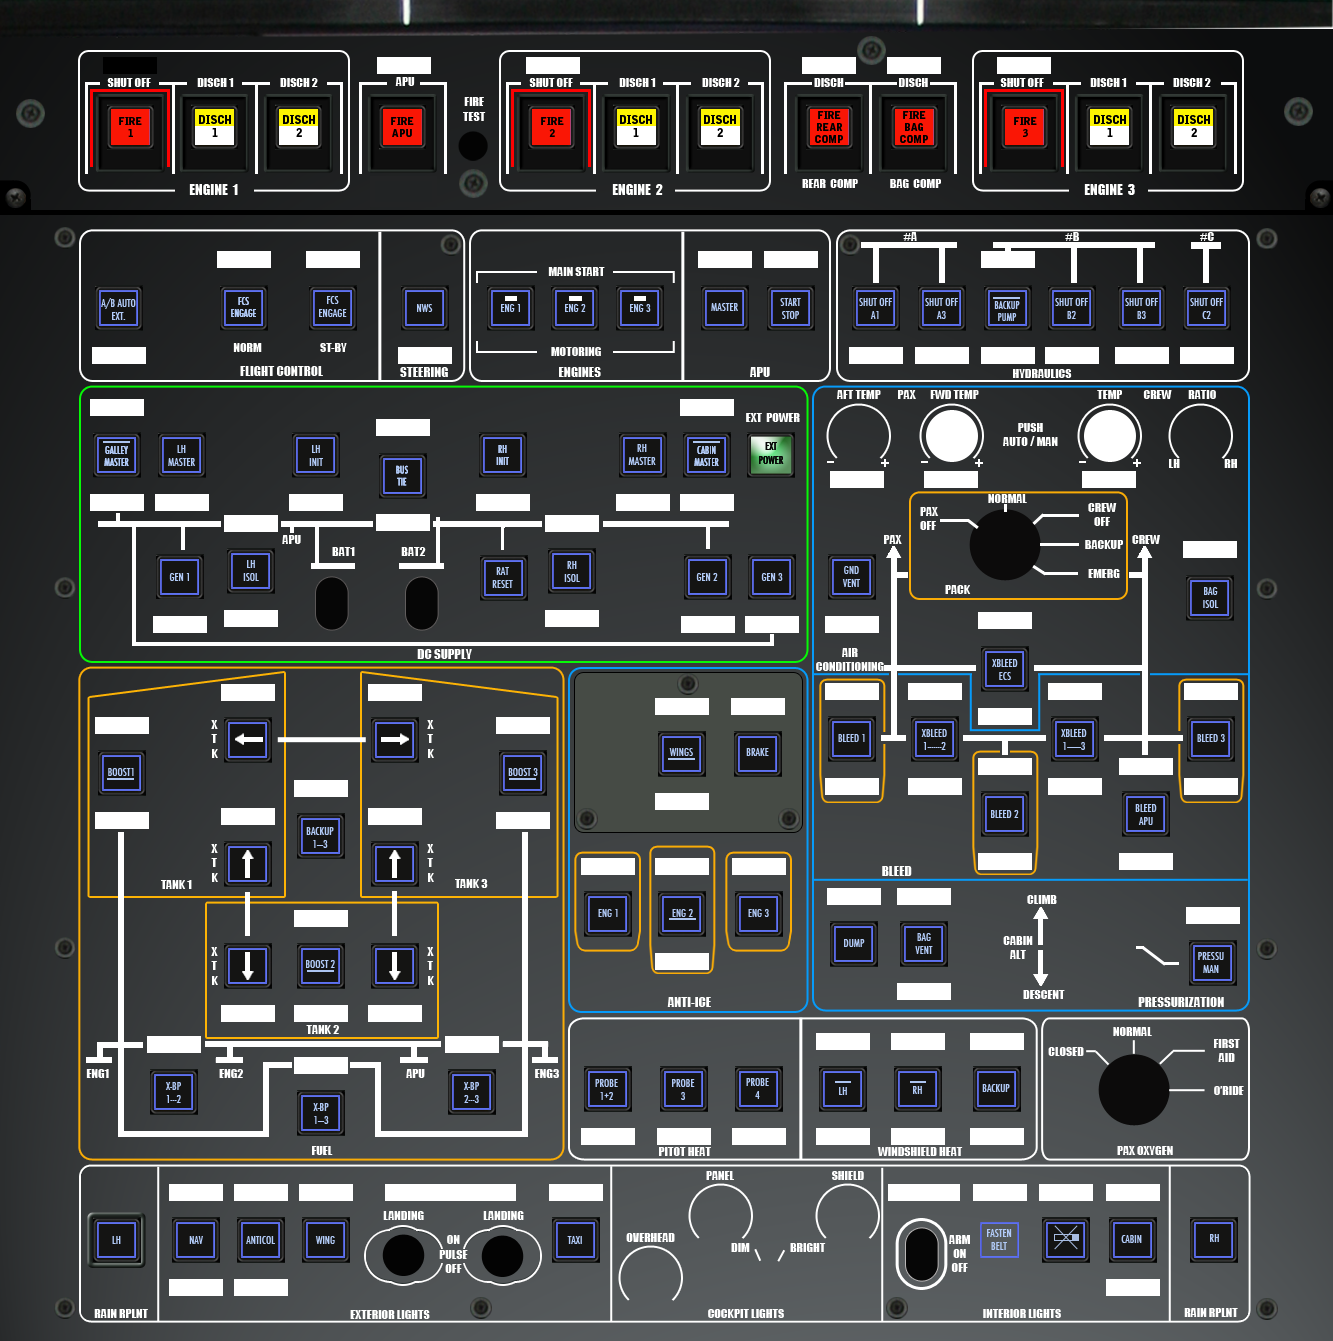 SHUT OFF DISCH 1 DISCH 2
FIRE
1
DISCH
1
DISCH
2
ENGINE 1
APU
FIRE
APU
FIRE
TEST
SHUT OFF DISCH 1 DISCH 2
FIRE
2
DISCH
1
DISCH
2
ENGINE 2
DISCH
FIRE
REAR
COMP
REAR COMP
DISCH
FIRE
BAG
COMP
BAG COMP
SHUT OFF DISCH 1 DISCH 2
FIRE
3
DISCH
1
DISCH
2
ENGINE 3
A/B AUTO
EXT.
FCS
ENGAGE
NORM
FCS
ENGAGE
ST-BY
FLIGHT CONTROL
NWS
STEERING
MAIN START
ENG 1
ENG 2
ENG 3
MOTORING
ENGINES
MASTER
START
STOP
APU
#A
#B
#C
SHUT OFF
A1
SHUT OFF
A3
BACKUP
PUMP
SHUT OFF
B2
SHUT OFF
B3
SHUT OFF
C2
HYDRAULICS
GALLEY
MASTER
LH
MASTER
LH
INIT
BUS
TIE
RH
INIT
RH
MASTER
CABIN
MASTER
EXT POWER
EXT
POWER
APU
BAT1
BAT2
GEN 1
LH
ISOL
RAT
RESET
RH
ISOL
GEN 2
GEN 3
DC SUPPLY
AFT TEMP PAX FWD TEMP
- +
- +
PUSH
AUTO / MAN
TEMP CREW RATIO
- +
LH RH
NORMAL
PAX
OFF
CREW
OFF
BACKUP
EMERG
PACK
PAX
CREW
GND
VENT
BAG
ISOL
AIR
CONDITIONING
XBLEED
ECS
BLEED 1
XBLEED
1------2
XBLEED
1-----3
BLEED 3
BLEED 2
BLEED
APU
BLEED
DUMP
BAG
VENT
CLIMB
CABIN
ALT
DESCENT
PRESSU
MAN
PRESSURIZATION
X
T
K
X
T
K
BOOST1
BOOST 3
BACKUP
1--3
X
T
K
X
T
K
TANK 1
TANK 3
X
T
K
BOOST 2
X
T
K
TANK 2
ENG1
ENG2
APU
ENG3
X-BP
1--2
X-BP
1--3
X-BP
2--3
FUEL
WINGS
BRAKE
ENG 1
ENG 2
ENG 3
ANTI-ICE
PROBE
1+2
PROBE
3
PROBE
4
PITOT HEAT
LH
RH
BACKUP
WINDSHIELD HEAT
NORMAL
CLOSED
FIRST
AID
O'RIDE
PAX OXYGEN
LH
RAIN RPLNT
NAV
ANTICOL
WING
LANDING
LANDING
ON
PULSE
OFF
TAXI
EXTERIOR LIGHTS
PANEL
SHIELD
OVERHEAD
DIM
BRIGHT
COCKPIT LIGHTS
ARM
ON
OFF
FASTEN
BELT
CABIN
INTERIOR LIGHTS
RH
RAIN RPLNT